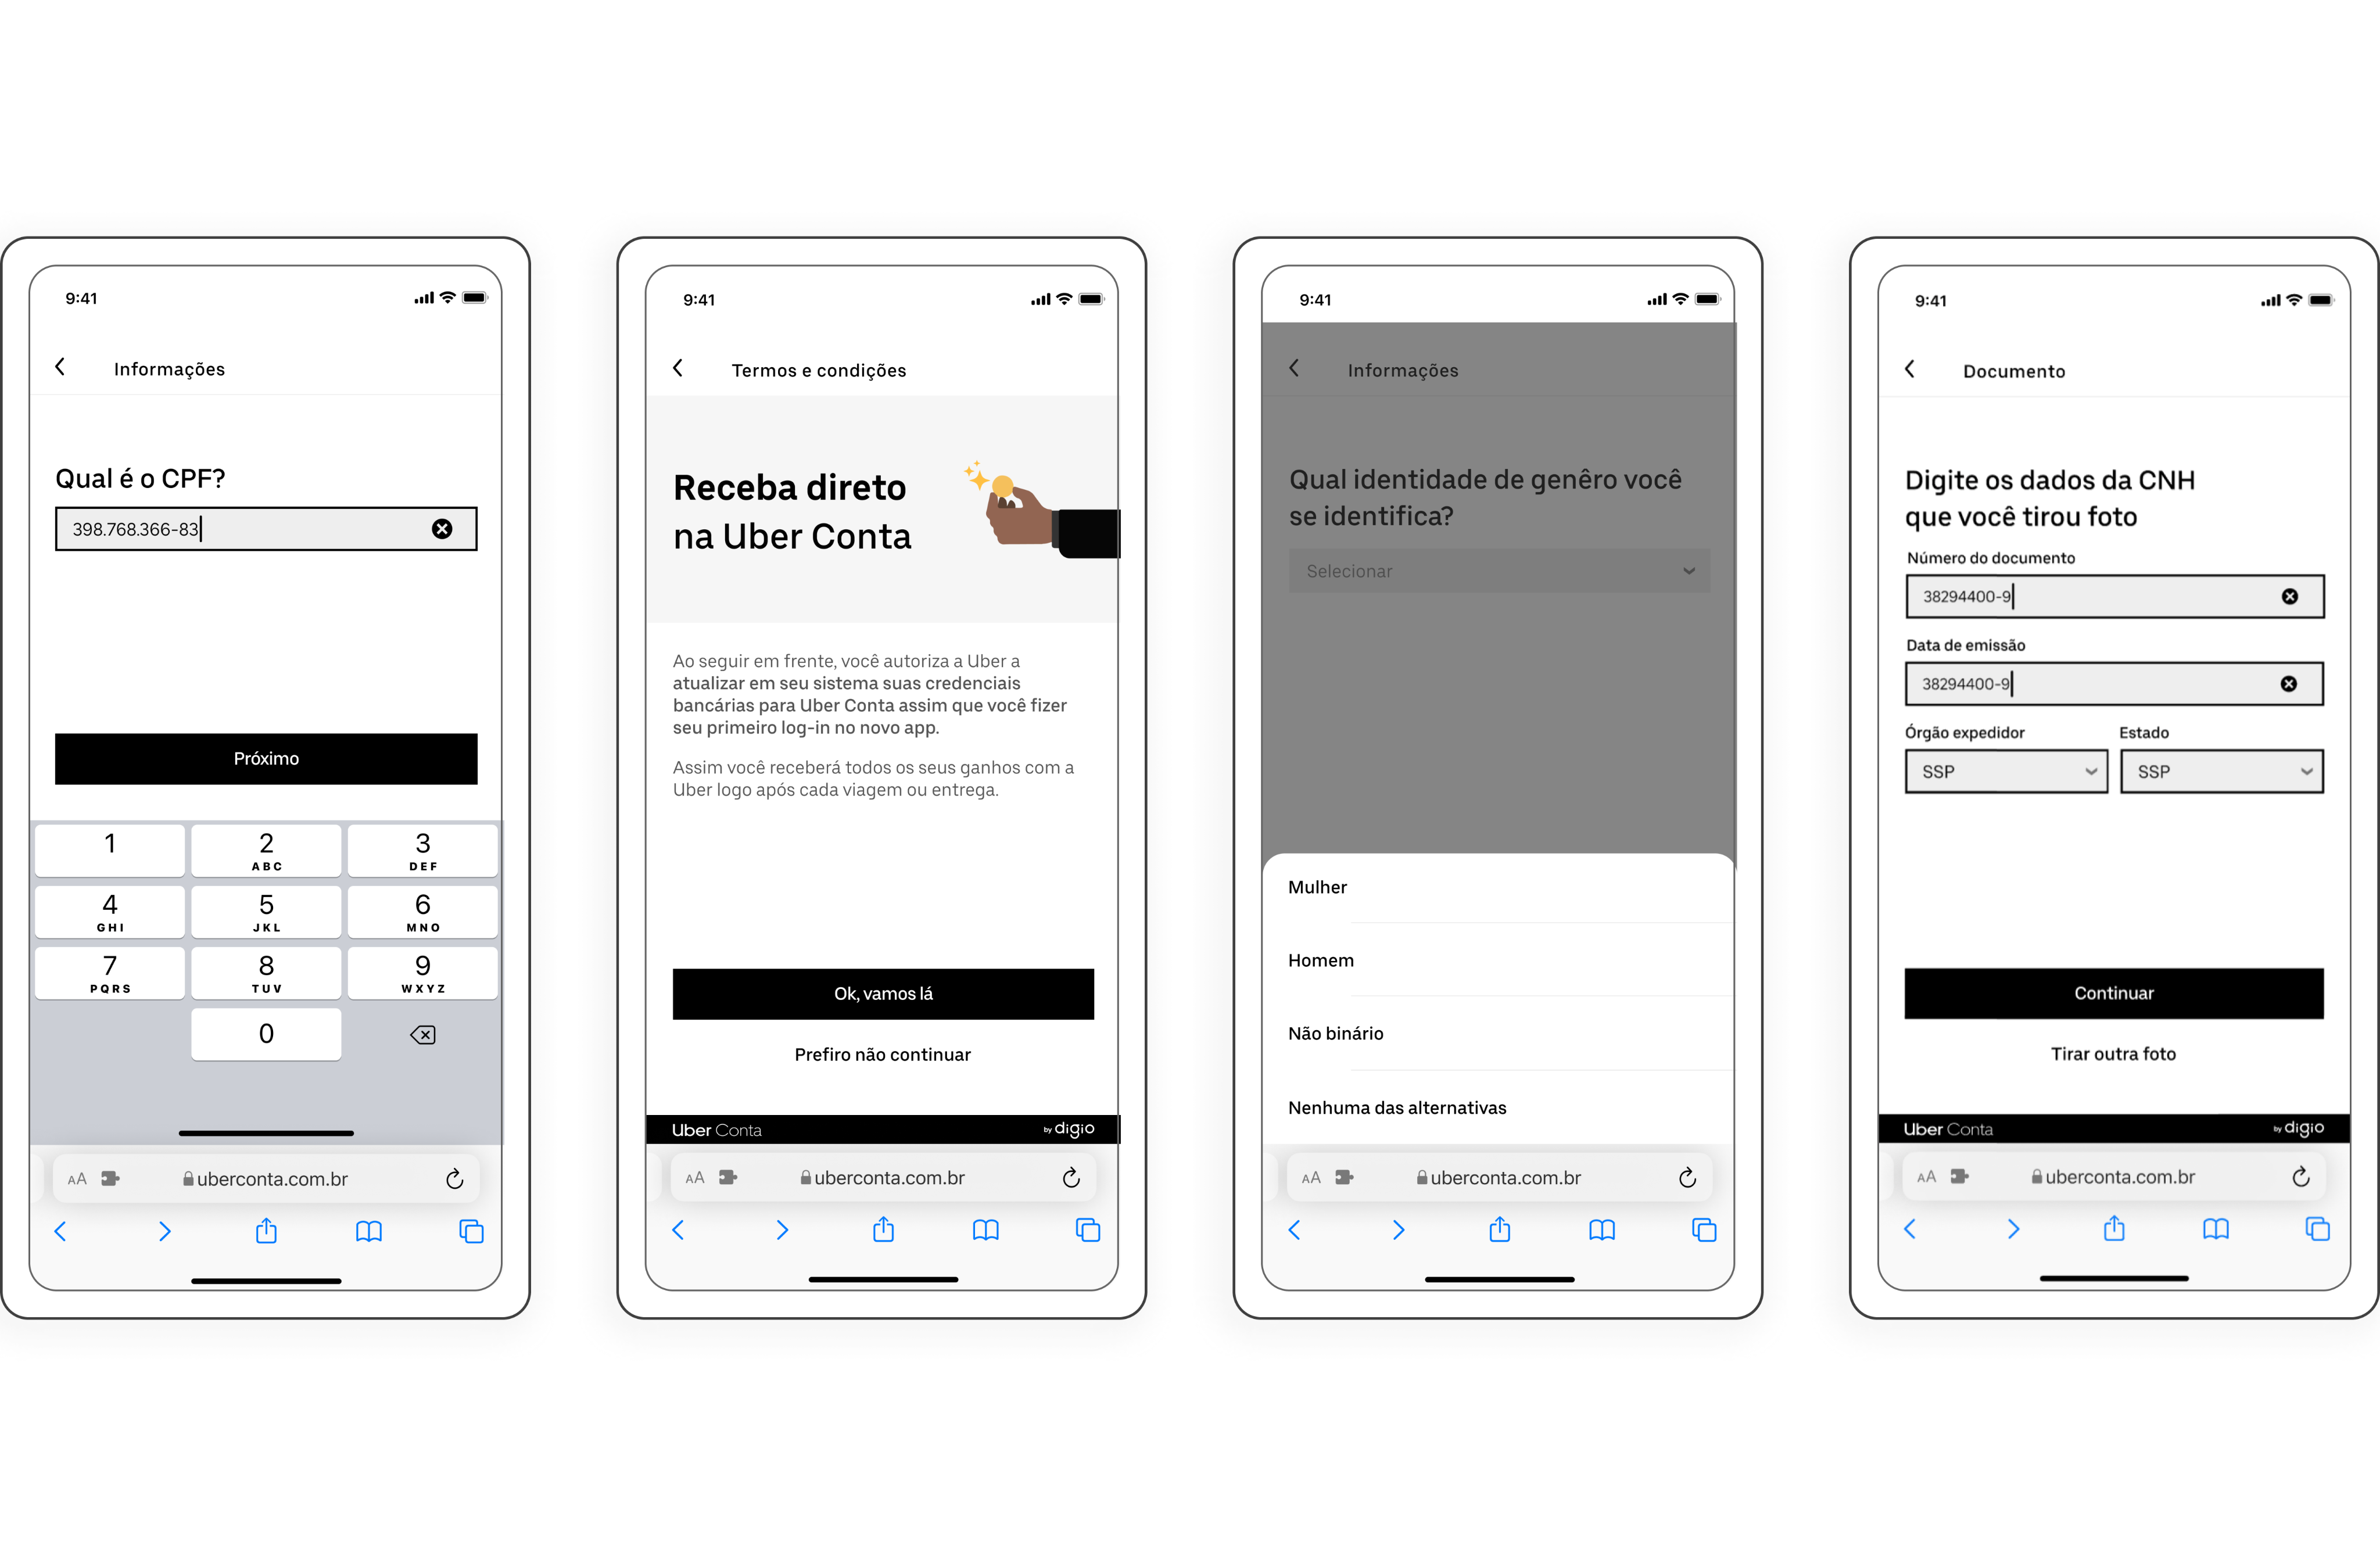 9:41
Informações
Qual é o CPF?
398.768.366-83
Próximo
1
2
ABC
3
DEF
4
GHI
5
JKL
6
MNO
7
PQRS
8
TUV
9
WXYZ
0
AA
uberconta.com.br
9:41
Termos e condições
Receba direto
na Uber Conta
Ao seguir em frente, você autoriza a Uber a
atualizar em seu sistema suas credenciais
bancárias para Uber Conta assim que você fizer
seu primeiro log-in no novo app.
Assim você receberá todos os seus ganhos com a
Uber logo após cada viagem ou entrega.
Ok, vamos lá
Prefiro não continuar
Uber Conta
by digio
AA
uberconta.com.br
9:41
Informações
Qual identidade de genêro você
se identifica?
Selecionar
Mulher
Homem
Não binário
Nenhuma das alternativas
AA
uberconta.com.br
9:41
Documento
Digite os dados da CNH
que você tirou foto
Número do documento
38294400-9
Data de emissão
38294400-9
Órgão expedidor
Estado
SSP
SSP
Continuar
Tirar outra foto
Uber Conta
by digio
AA
uberconta.com.br